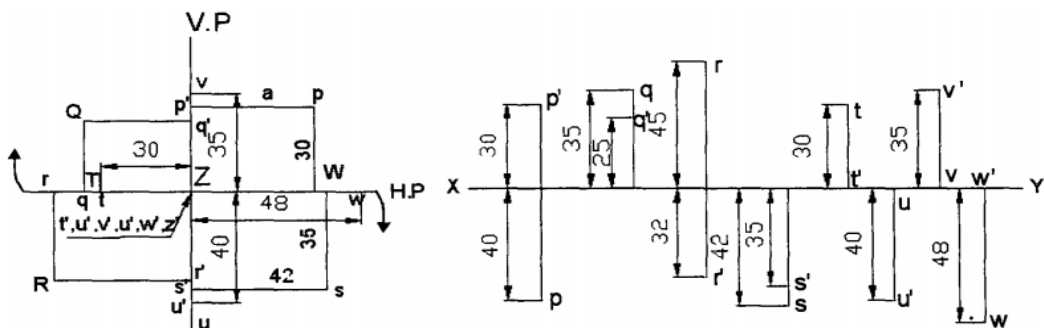 V.P
v
p' a p
Q
q'
30
35
30
r T Z W H.P
q t 48 w'
t',u',v',u',w',z'
40
35
R
r'
s' 42 s
u'
u
r
q v'
p' q' t
30 35 25 45 30 35
X t' v w' Y
u
40 32 42 35 40 48
r' s'
p s u'
w